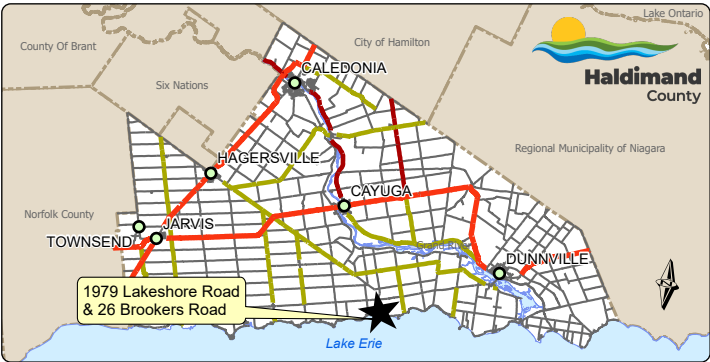 Lake Ontario
County Of Brant
City of Hamilton
Haldimand
County
CALEDONIA
Six Nations
Regional Municipality of Niagara
HAGERSVILLE
CAYUGA
Norfolk County
JARVIS
TOWNSEND
Grand River
DUNNVILLE
1979 Lakeshore Road
& 26 Brookers Road
Lake Erie